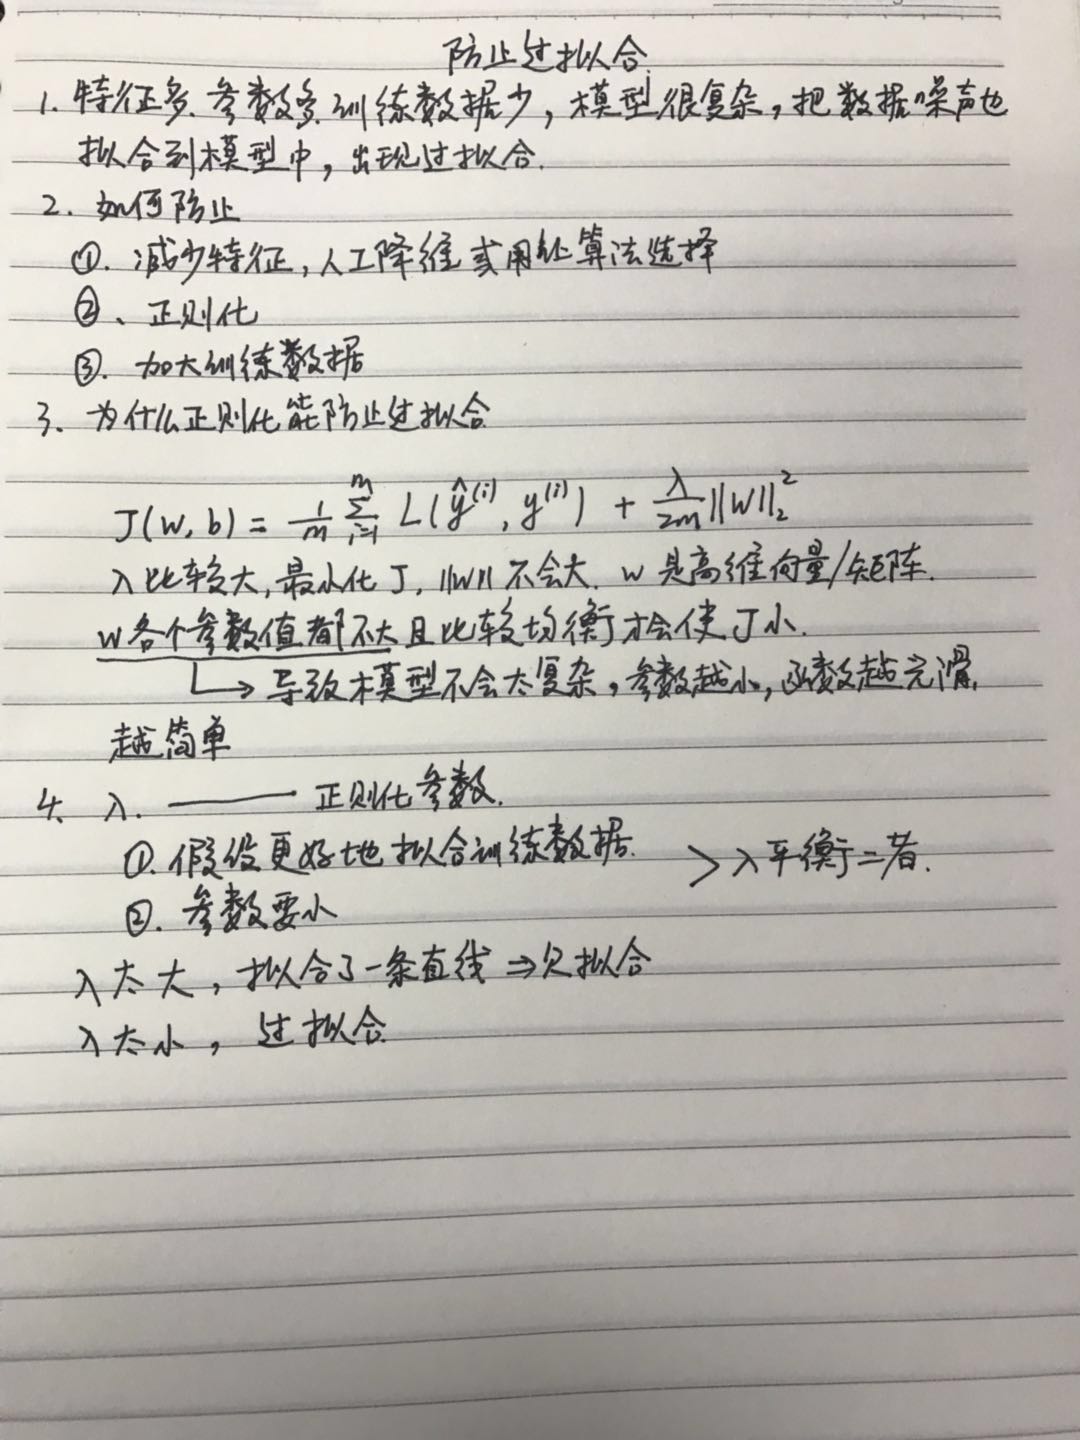 防止过拟合.
1. 特征多、参数多、训练数据少，模型很复杂，把数据噪声也
拟合到模型中，出现过拟合.
2. 如何防止
①. 减少特征，人工降维或用些算法选择
②、正则化
③. 加大训练数据
3. 为什么正则化能防止过拟合
J(w, b) = \frac{1}{m} \sum_{i=1}^{m} L(\hat{y}^{(i)}, y^{(i)}) + \frac{\lambda}{2m} ||W||_2^2
λ比较大, 最小化J, ||W|| 不会大. W 是高维向量/矩阵.
W各个参数值都不大且比较均衡才会使J小.
↳ 导致模型不会太复杂，参数越小，函数越光滑,
越简单
4. λ. —— 正则化参数.
①. 假设更好地拟合训练数据. > λ平衡二者.
②. 参数要小
λ太大，拟合了一条直线 ⇒ 欠拟合
λ太小，过拟合